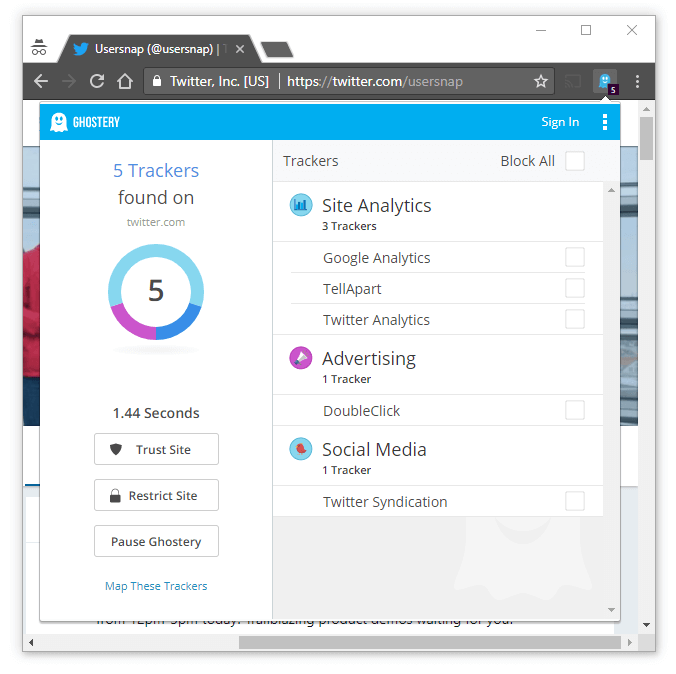 Usersnap (@usersnap) |
Twitter, Inc. [US] | https://twitter.com/usersnap
5
GHOSTERY
Sign In
5 Trackers
found on
twitter.com
5
1.44 Seconds
Trust Site
Restrict Site
Pause Ghostery
Map These Trackers
Trackers
Block All
Site Analytics
3 Trackers
Google Analytics
TellApart
Twitter Analytics
Advertising
1 Tracker
DoubleClick
Social Media
1 Tracker
Twitter Syndication
from 12pm-5pm today. Trailblazing product demos waiting for you.